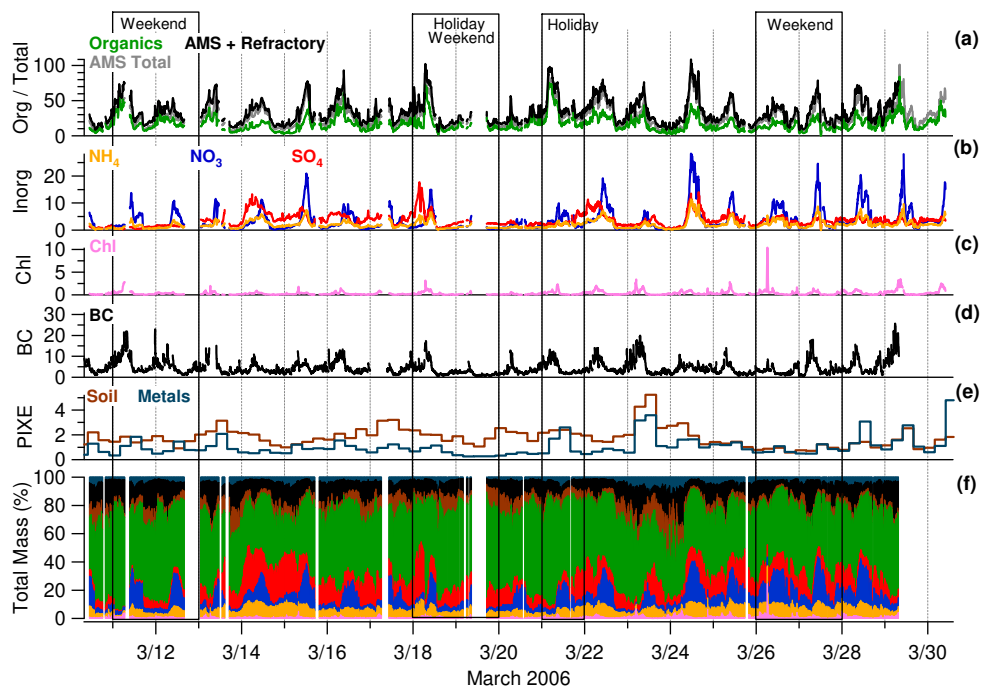 Weekend
Holiday
Weekend
Holiday
Weekend
(a)
Organics
AMS + Refractory
AMS Total
Org / Total
100
50
0
(b)
NH4
NO3
SO4
Inorg
20
10
0
(c)
Chl
Chl
10
5
0
(d)
BC
BC
30
20
10
0
(e)
Soil
Metals
PIXE
4
2
0
(f)
Total Mass (%)
100
80
60
40
20
0
3/12
3/14
3/16
3/18
3/20
3/22
3/24
3/26
3/28
3/30
March 2006